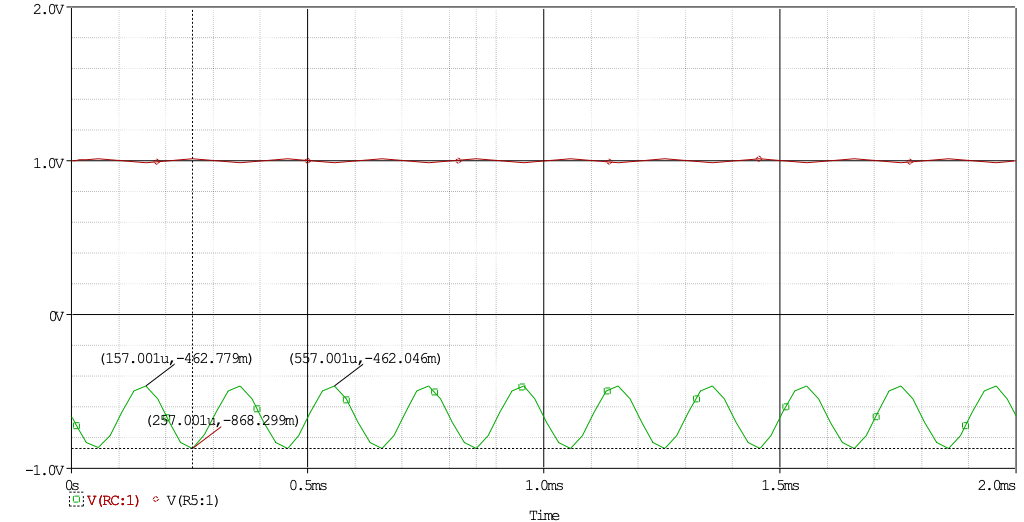 2.0V
1.0V
0V
(157.001u,-462.779m) (557.001u,-462.046m)
(257.001u,-868.299m)
-1.0V
0s 0.5ms 1.0ms 1.5ms 2.0ms
V(RC:1) V(R5:1)
Time